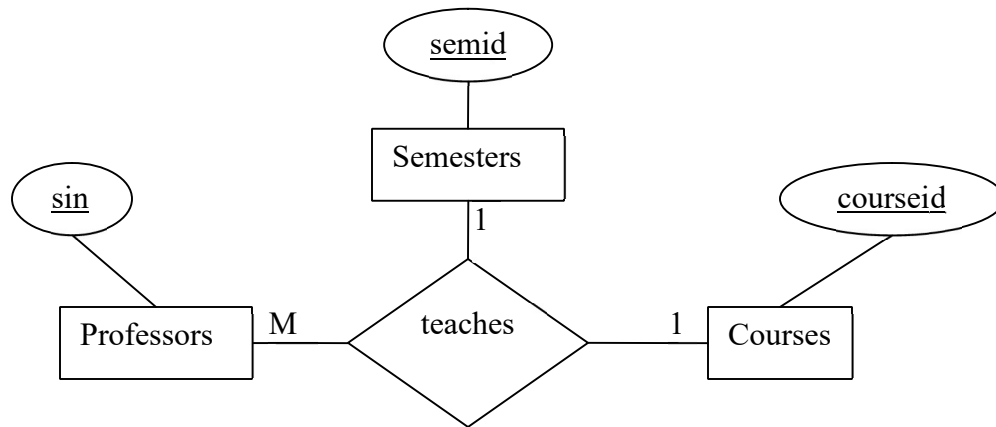 semid
Semesters
sin
courseid
1
Professors
M
teaches
1
Courses